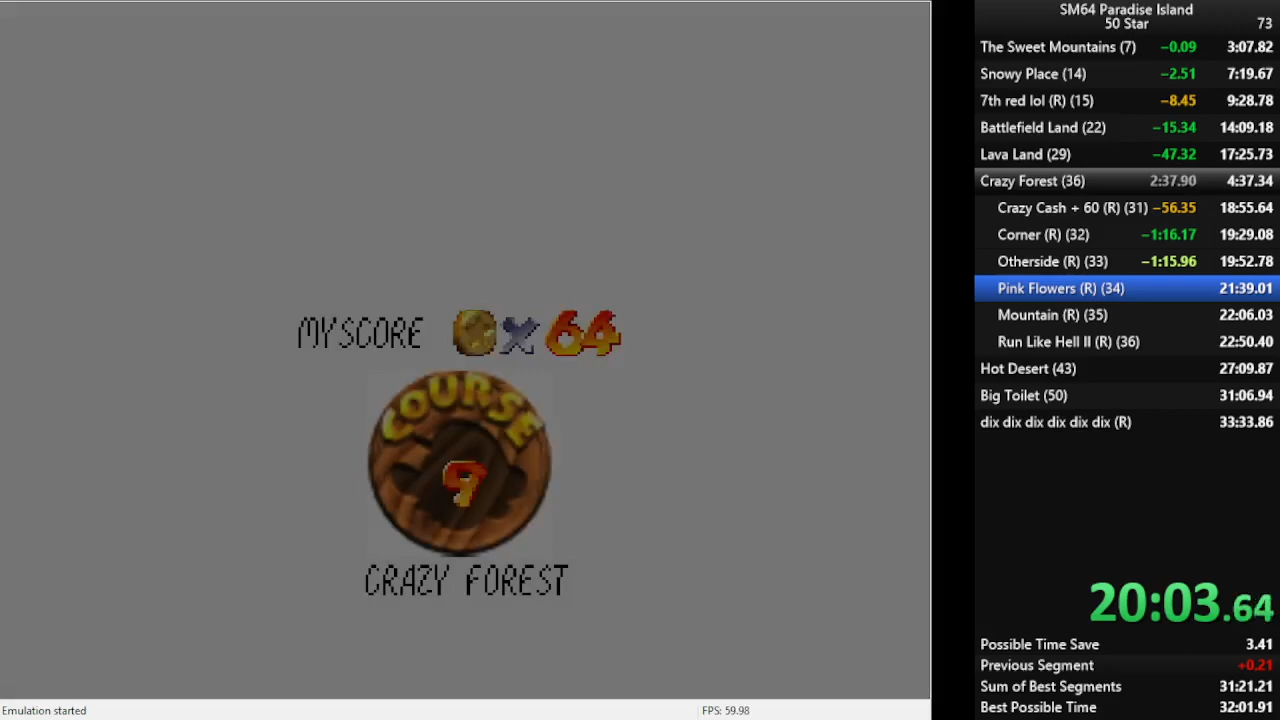 SM64 Paradise Island
50 Star 73
The Sweet Mountains (7) −0.09 3:07.82
Snowy Place (14) −2.51 7:19.67
7th red lol (R) (15) −8.45 9:28.78
Battlefield Land (22) −15.34 14:09.18
Lava Land (29) −47.32 17:25.73
Crazy Forest (36) 2:37.90 4:37.34
Crazy Cash + 60 (R) (31) −56.35 18:55.64
Corner (R) (32) −1:16.17 19:29.08
Otherside (R) (33) −1:15.96 19:52.78
Pink Flowers (R) (34) 21:39.01
Mountain (R) (35) 22:06.03
Run Like Hell II (R) (36) 22:50.40
Hot Desert (43) 27:09.87
Big Toilet (50) 31:06.94
dix dix dix dix dix dix (R) 33:33.86
MY SCORE × 64
COURSE
9
CRAZY FOREST
20:03.64
Possible Time Save 3.41
Previous Segment +0.21
Sum of Best Segments 31:21.21
Best Possible Time 32:01.91
Emulation started FPS: 59.98